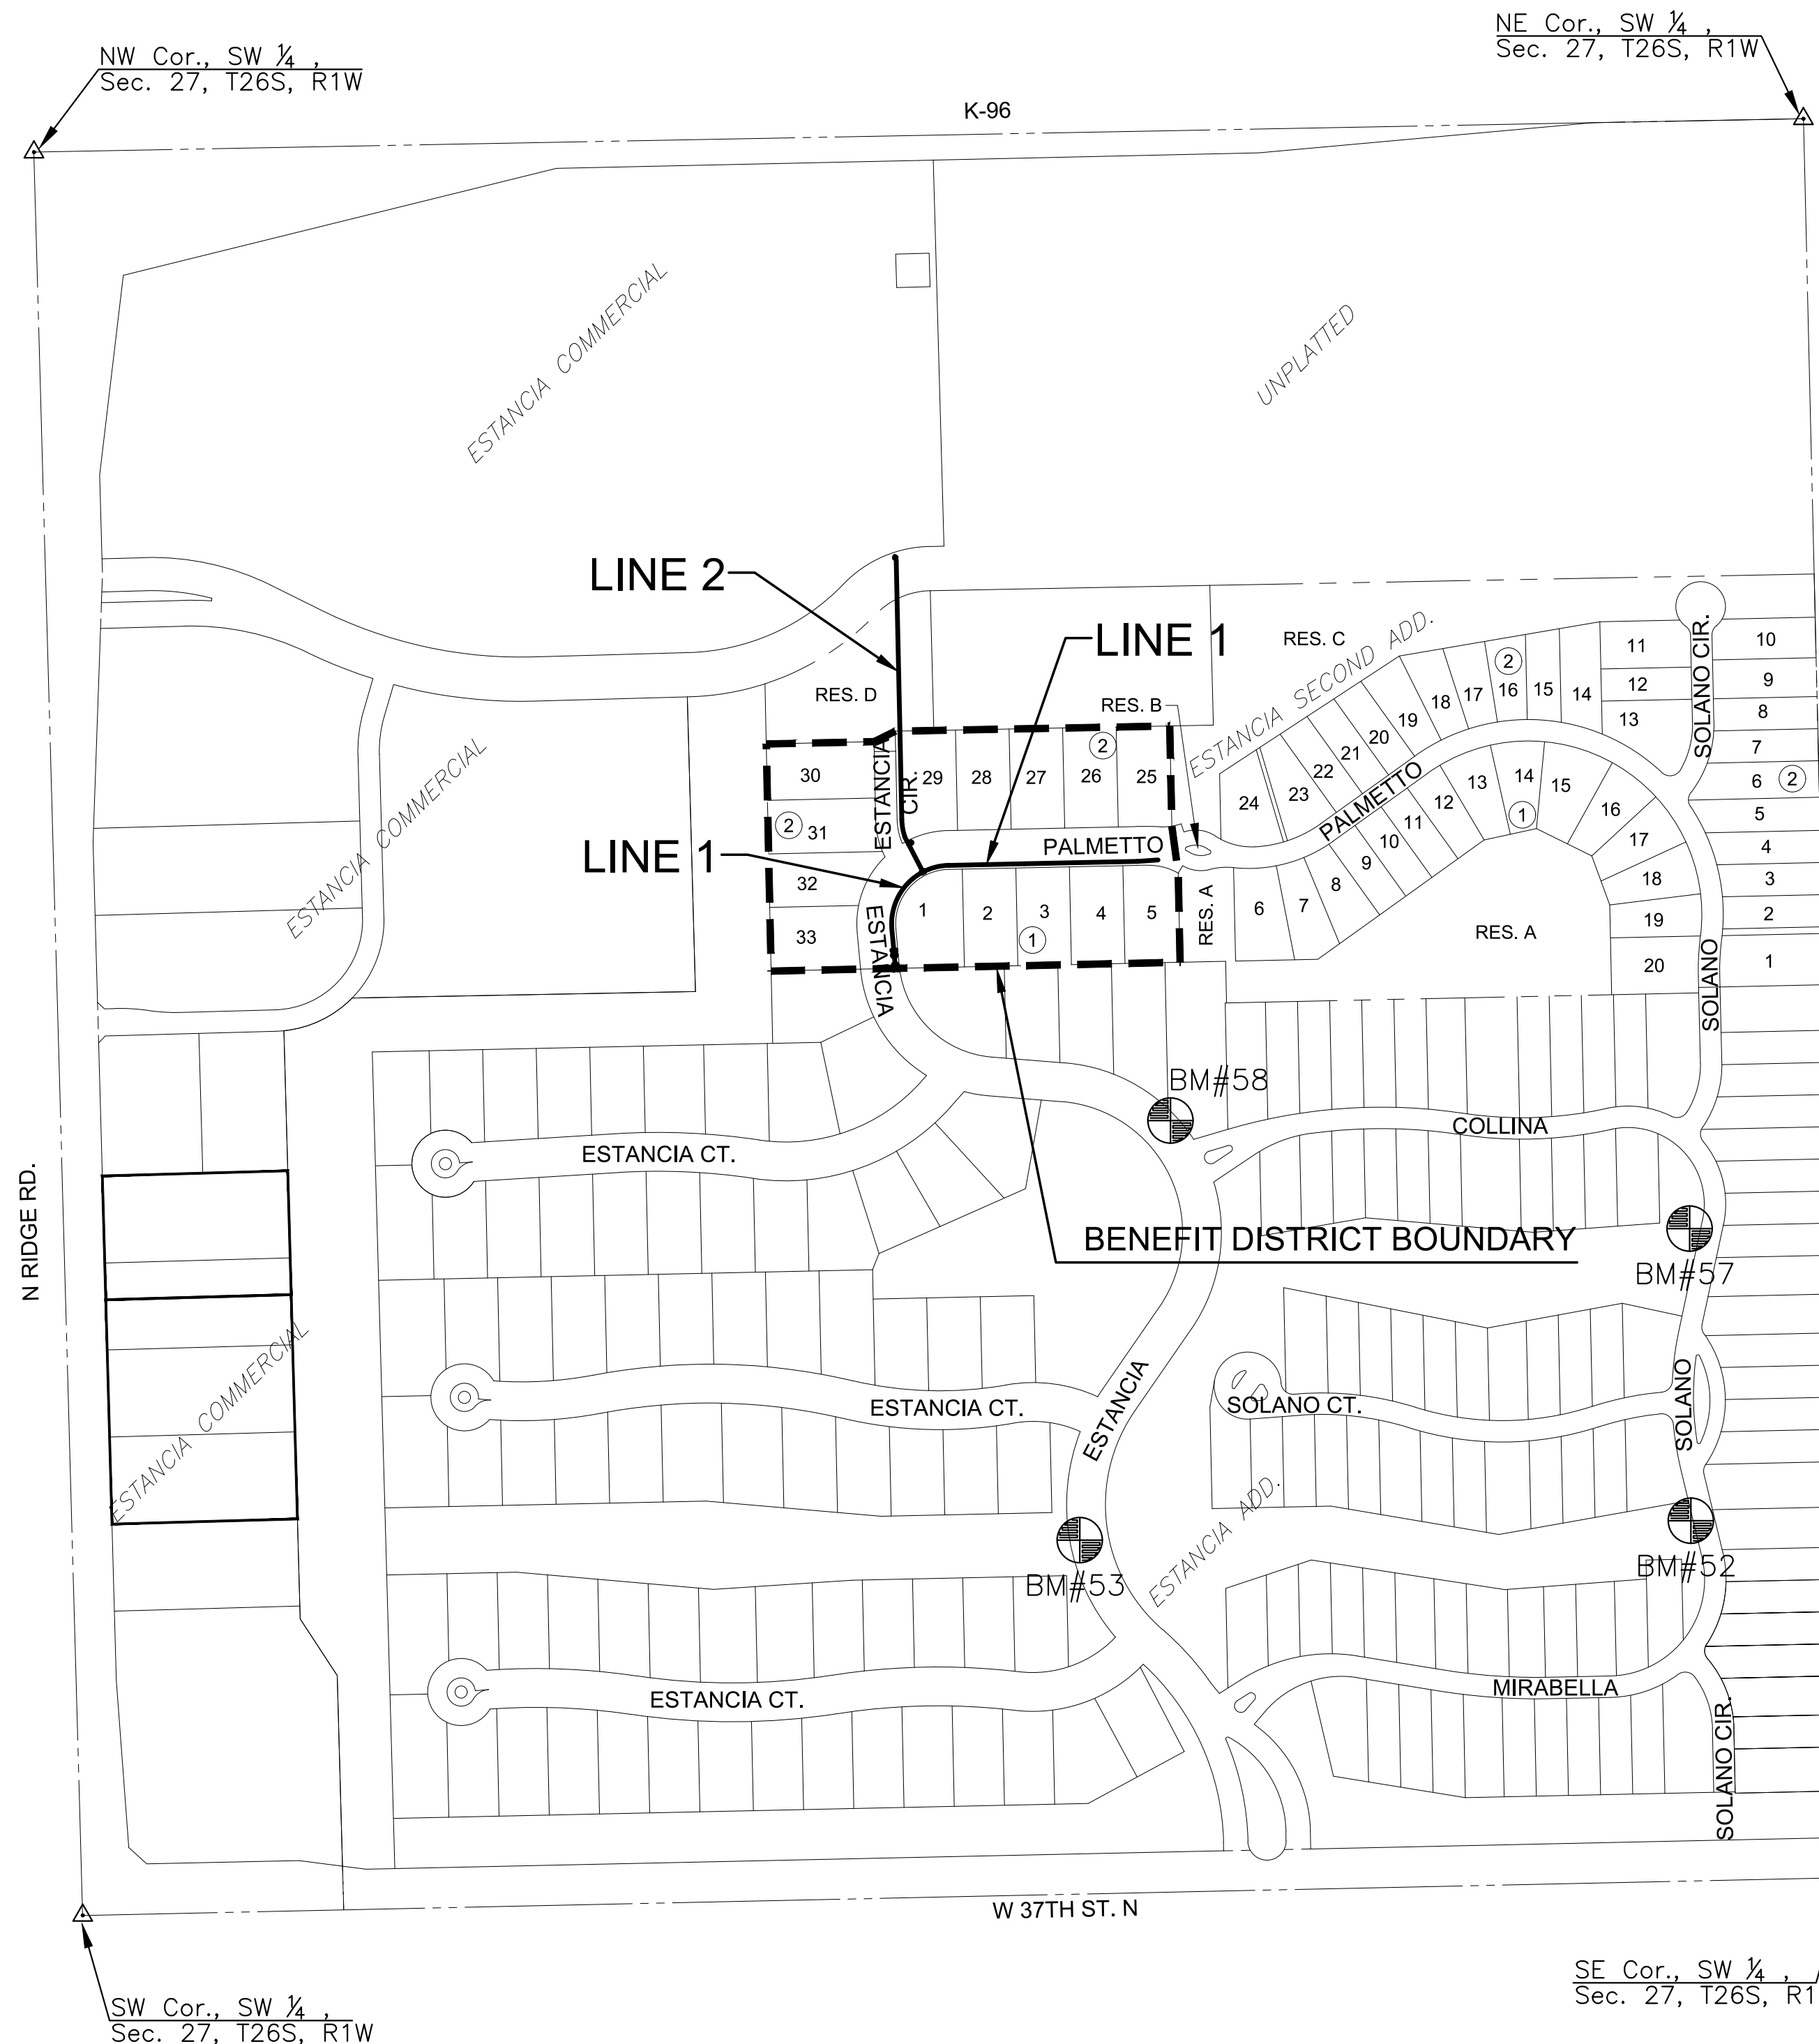 NW Cor., SW ¼ ,
Sec. 27, T26S, R1W
NE Cor., SW ¼ ,
Sec. 27, T26S, R1W
K-96
ESTANCIA COMMERCIAL
UNPLATTED
LINE 2
LINE 1
RES. C
RES. D
RES. B
ESTANCIA SECOND ADD.
SOLANO CIR.
11
12
13
10
9
8
7
6
2
5
4
3
2
1
18
17
2
16
15
14
24
23
22
21
20
19
PALMETTO
6
7
8
9
10
11
12
13
14
15
1
16
17
18
19
20
RES. A
RES. A
30
2
31
32
33
ESTANCIA
CIR.
29
28
27
26
2
25
PALMETTO
LINE 1
1
2
3
1
4
5
ESTANCIA
SOLANO
ESTANCIA COMMERCIAL
BM#58
COLLINA
ESTANCIA CT.
N RIDGE RD.
BENEFIT DISTRICT BOUNDARY
BM#57
ESTANCIA COMMERCIAL
ESTANCIA CT.
ESTANCIA
SOLANO CT.
SOLANO
ESTANCIA ADD.
BM#53
BM#52
ESTANCIA CT.
MIRABELLA
SOLANO CIR.
W 37TH ST. N
SW Cor., SW ¼ ,
Sec. 27, T26S, R1W
SE Cor., SW ¼ ,
Sec. 27, T26S, R1